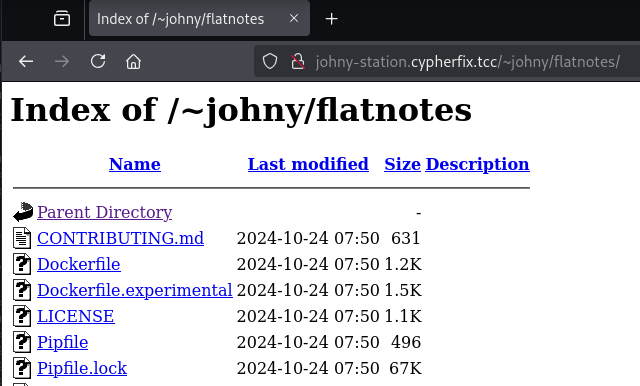 Index of /~johny/flatnotes
johny-station.cypherfix.tcc/~johny/flatnotes/
Index of /~johny/flatnotes
Name Last modified Size Description
Parent Directory -
CONTRIBUTING.md 2024-10-24 07:50 631
Dockerfile 2024-10-24 07:50 1.2K
Dockerfile.experimental 2024-10-24 07:50 1.5K
LICENSE 2024-10-24 07:50 1.1K
Pipfile 2024-10-24 07:50 496
Pipfile.lock 2024-10-24 07:50 67K